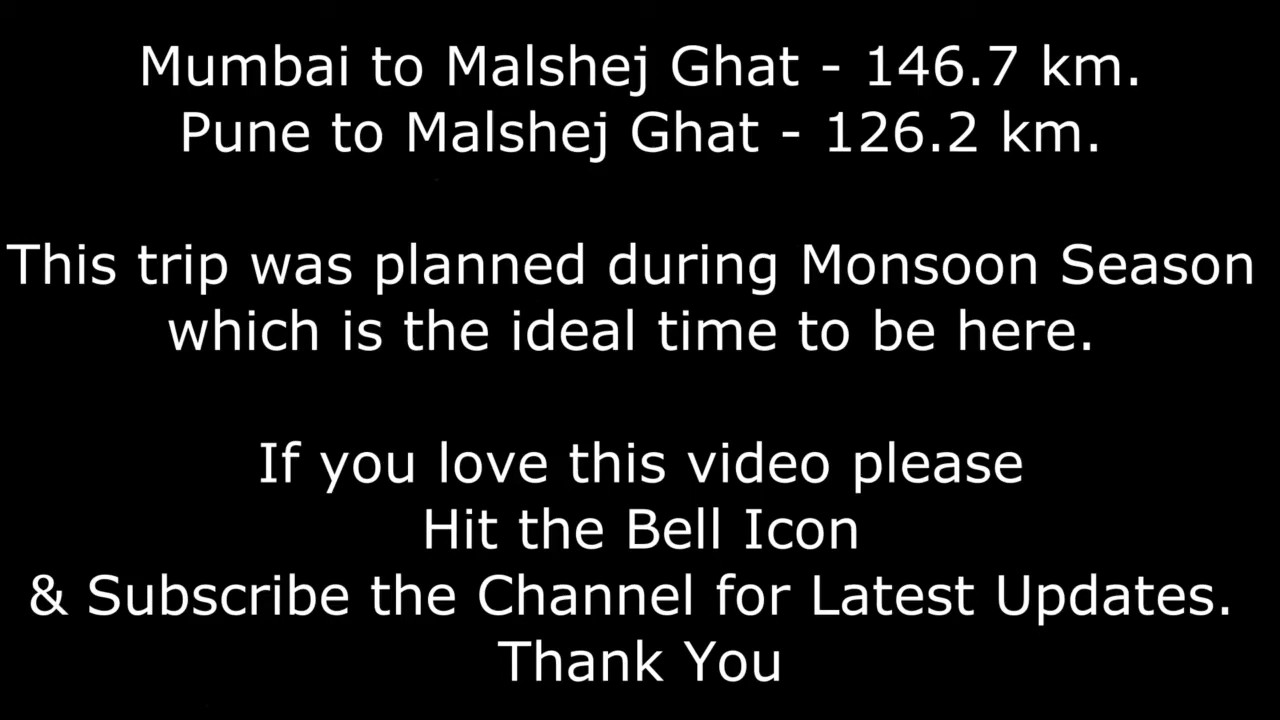 Mumbai to Malshej Ghat - 146.7 km.
Pune to Malshej Ghat - 126.2 km.
This trip was planned during Monsoon Season
which is the ideal time to be here.
If you love this video please
Hit the Bell Icon
& Subscribe the Channel for Latest Updates.
Thank You